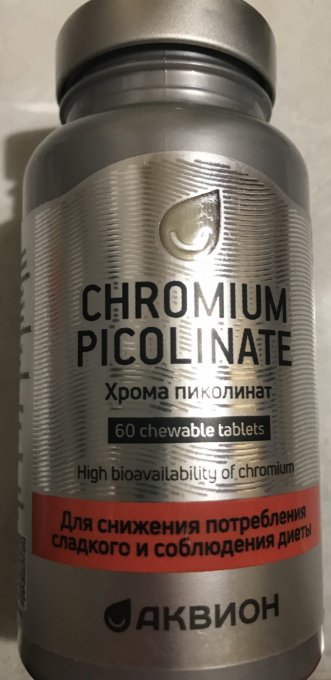 CHROMIUM
PICOLINATE
Хрома пиколинат
60 chewable tablets
High bioavailability of chromium
Для снижения потребления
сладкого и соблюдения диеты
АКВИОН